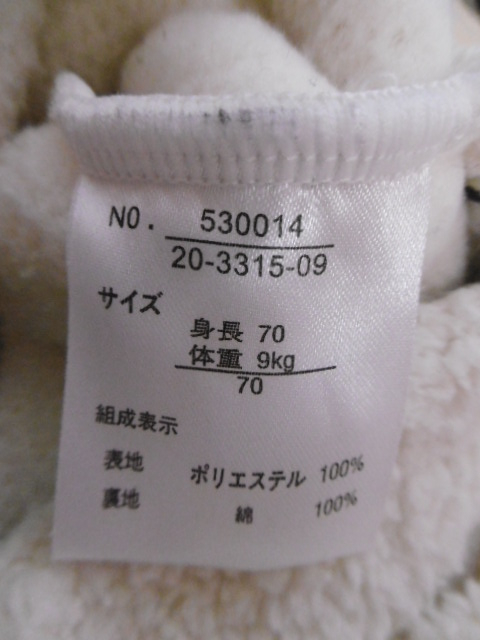 NO. 530014
20-3315-09
サイズ
身長 70
体重 9kg
70
組成表示
表地 ポリエステル 100%
裏地 綿 100%